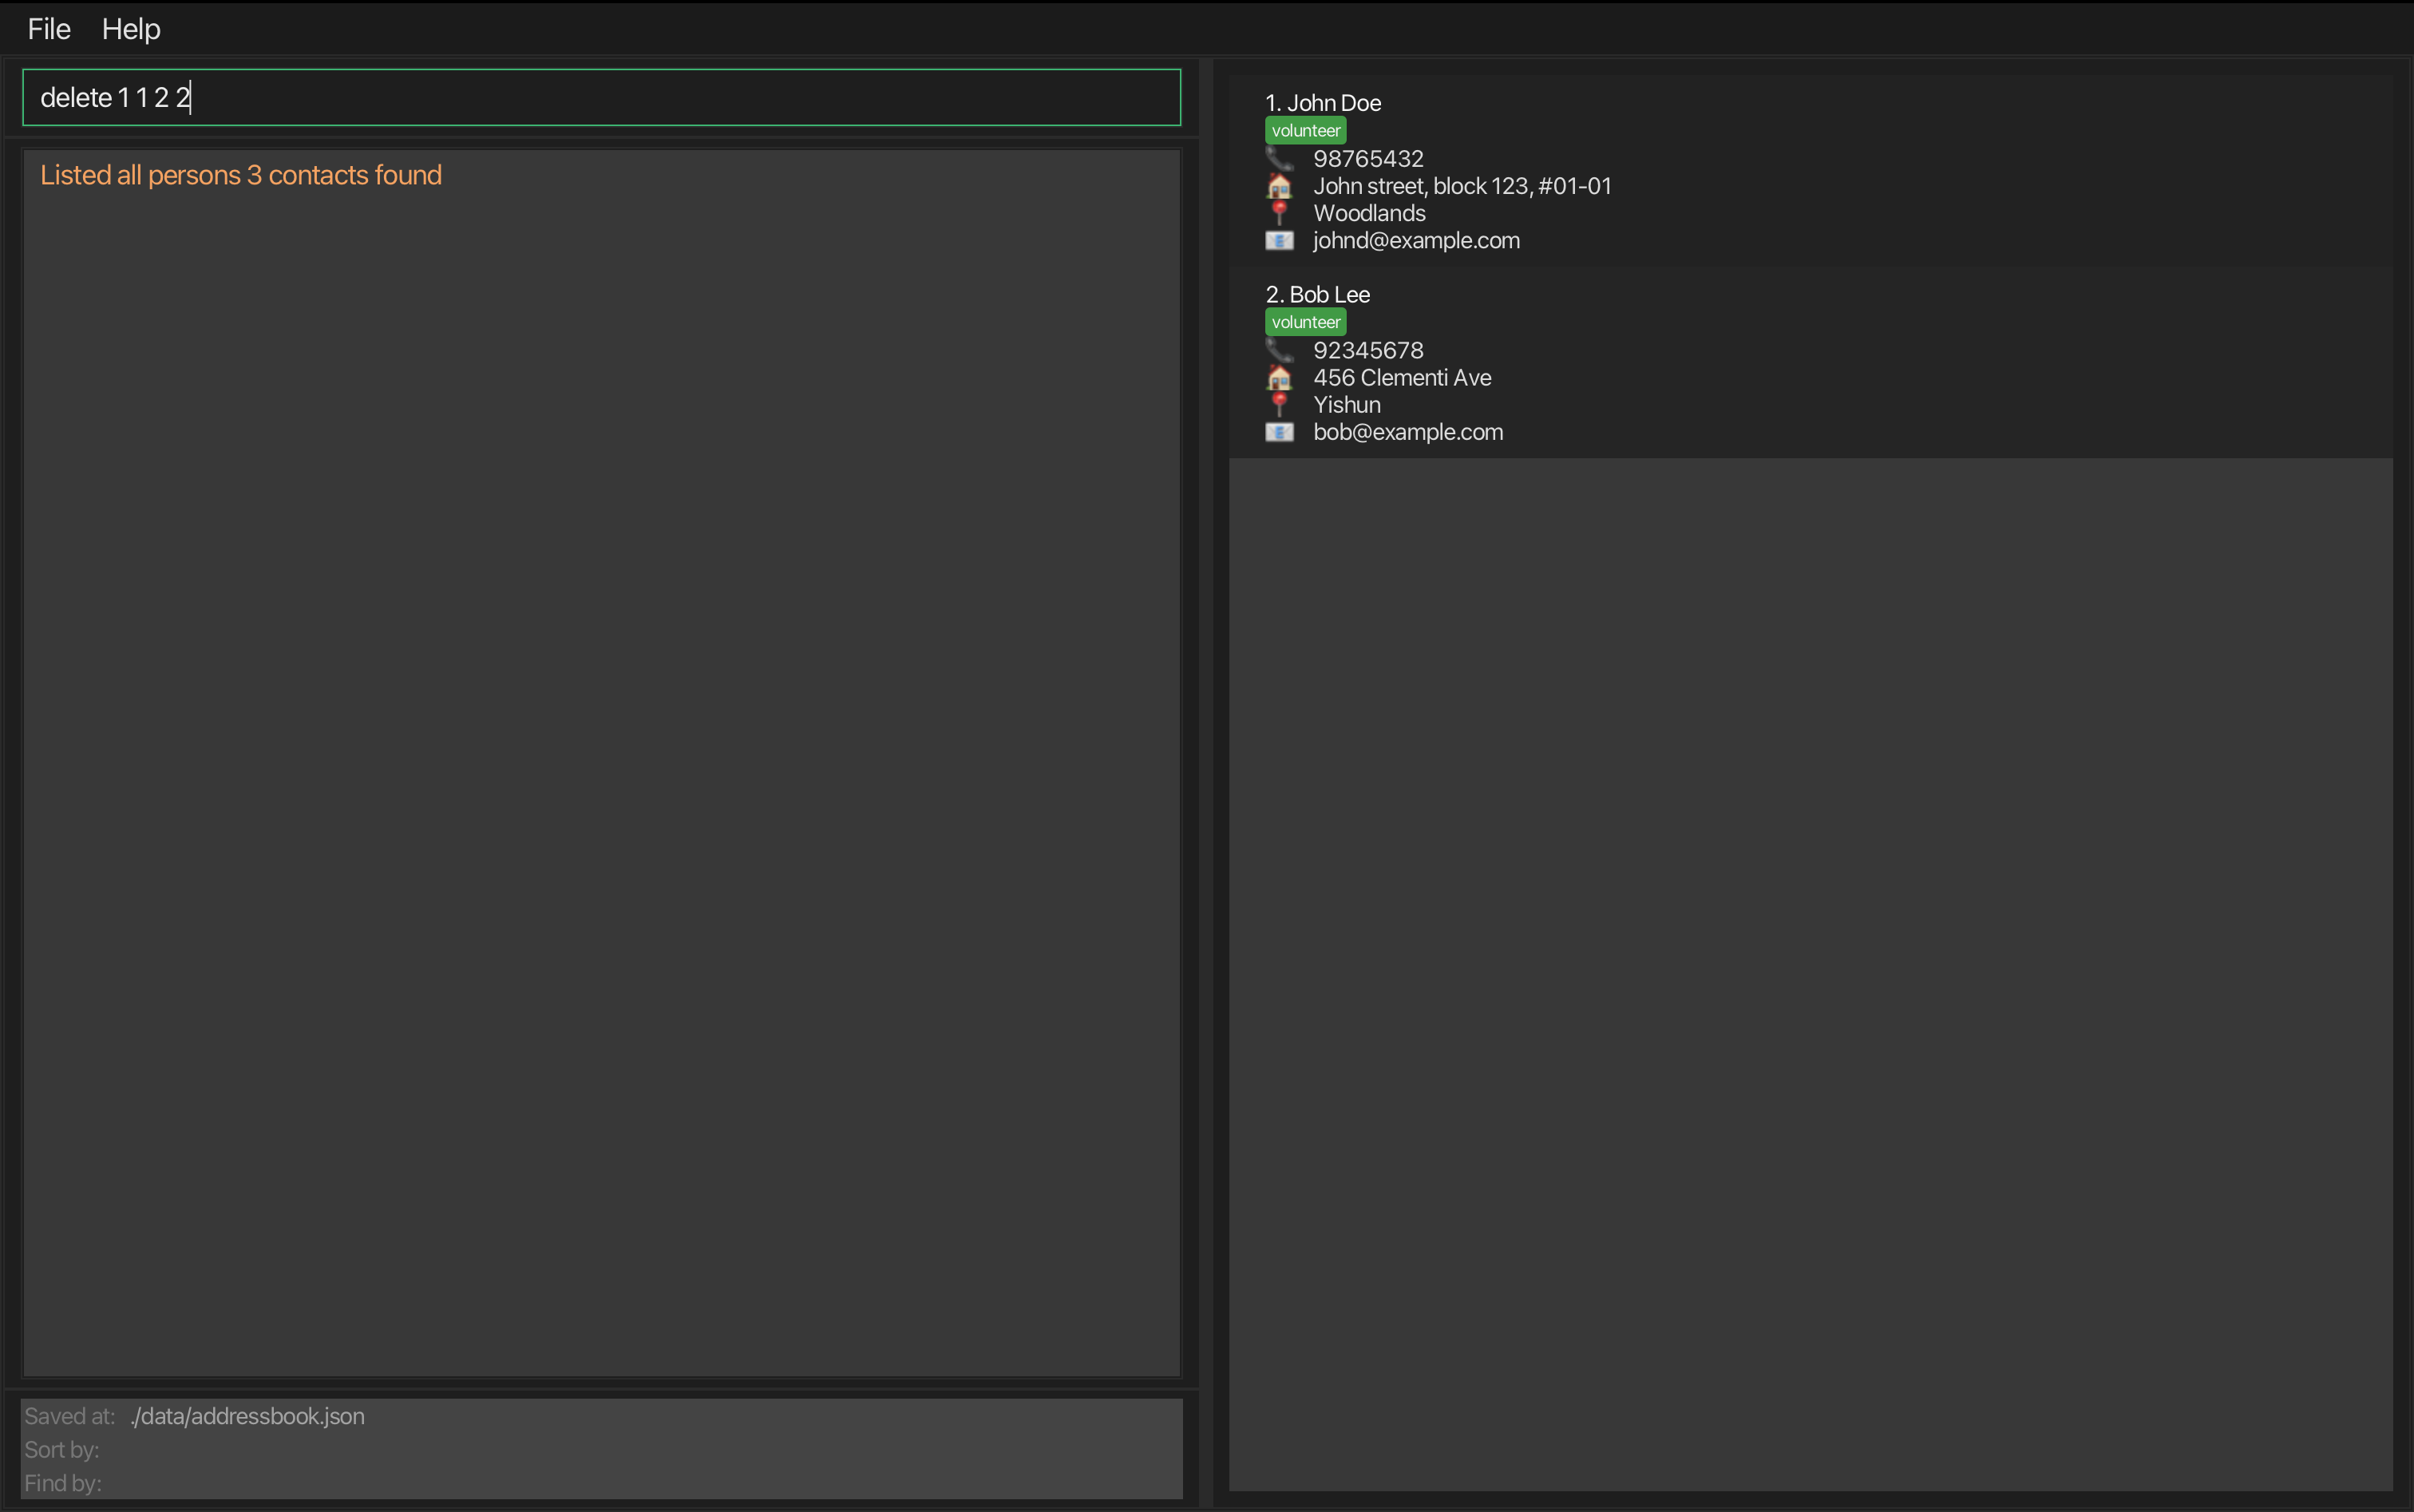 File Help
delete 1 1 2 2
Listed all persons 3 contacts found
Saved at: ./data/addressbook.json
Sort by:
Find by:
1. John Doe
volunteer
98765432
John street, block 123, #01-01
Woodlands
johnd@example.com
2. Bob Lee
volunteer
92345678
456 Clementi Ave
Yishun
bob@example.com